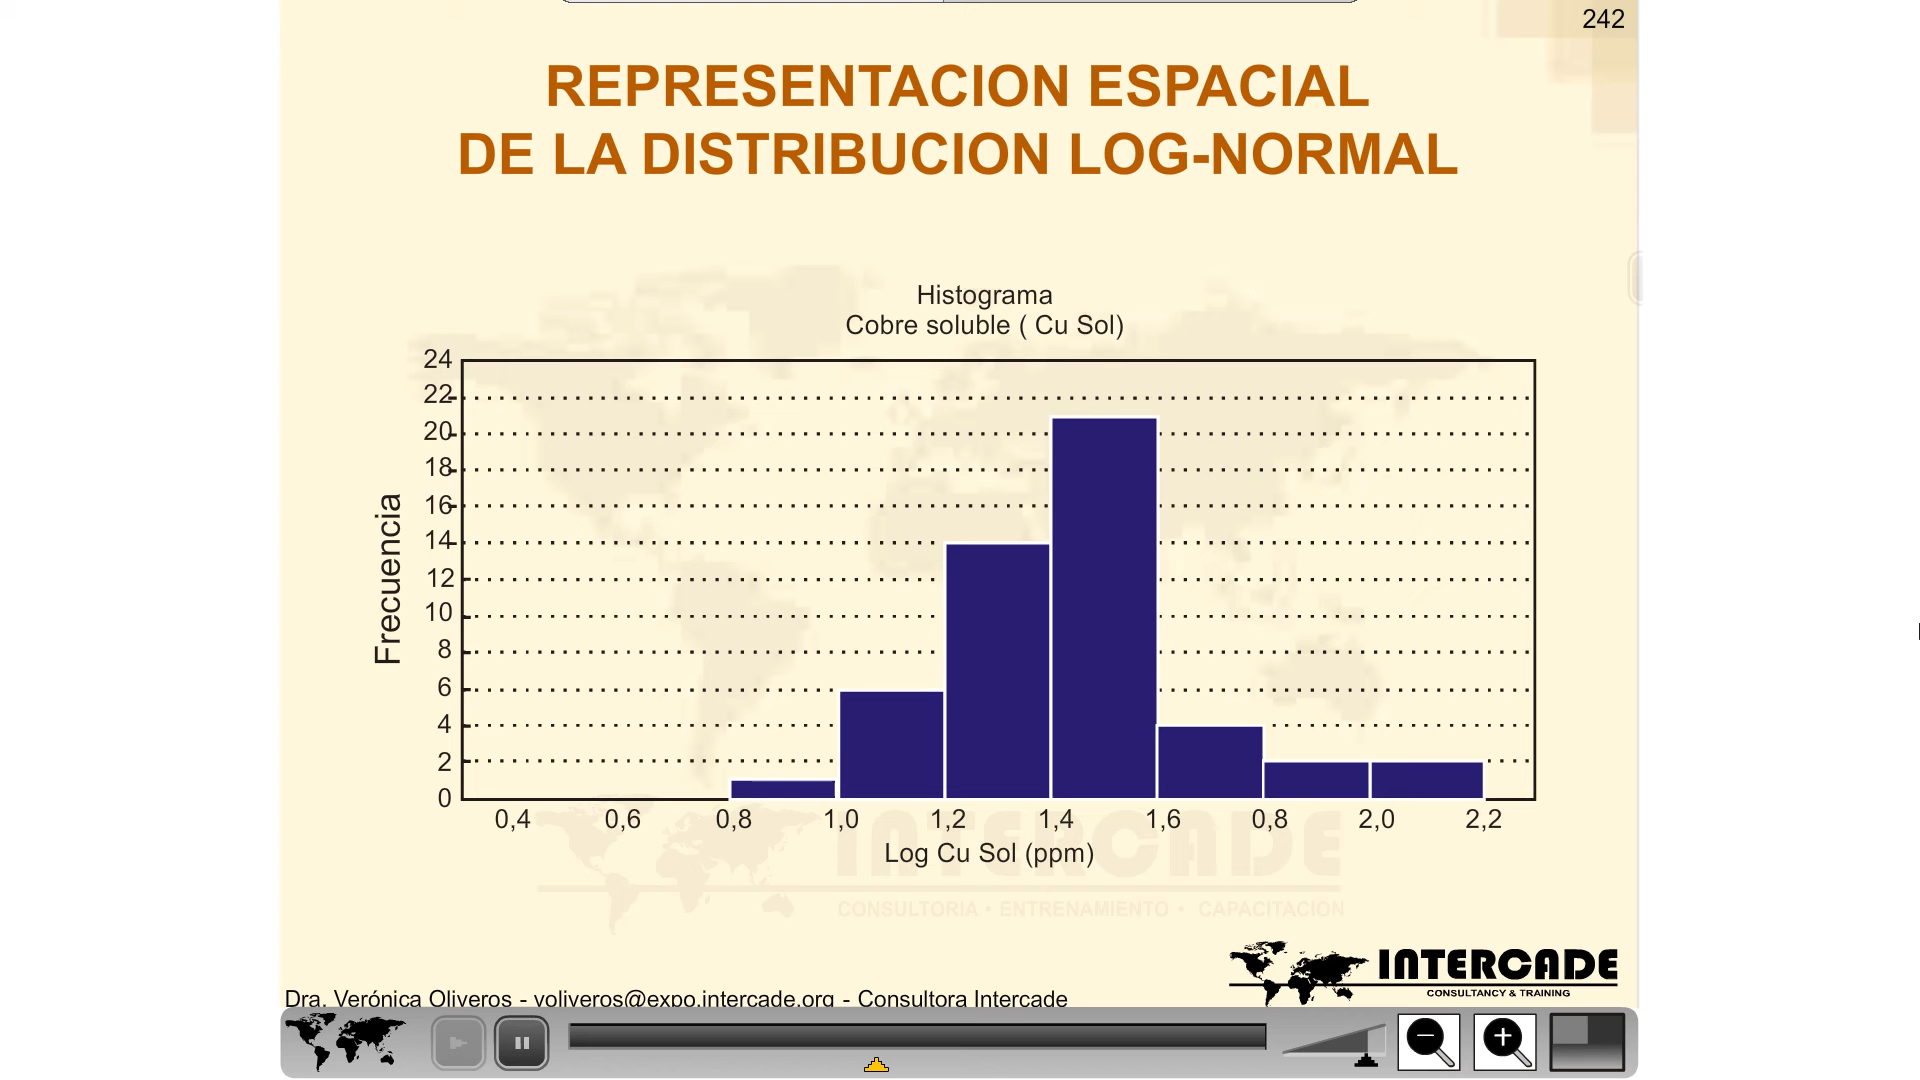 242
REPRESENTACION ESPACIAL
DE LA DISTRIBUCION LOG-NORMAL
Histograma
Cobre soluble ( Cu Sol)
24
22
20
18
16
14
12
10
8
6
4
2
0
Frecuencia
0,4 0,6 0,8 1,0 1,2 1,4 1,6 0,8 2,0 2,2
Log Cu Sol (ppm)
INTERCADE
CONSULTORIA • ENTRENAMIENTO • CAPACITACION
INTERCADE
CONSULTANCY & TRAINING
Dra. Verónica Oliveros - voliveros@expo.intercade.org - Consultora Intercade